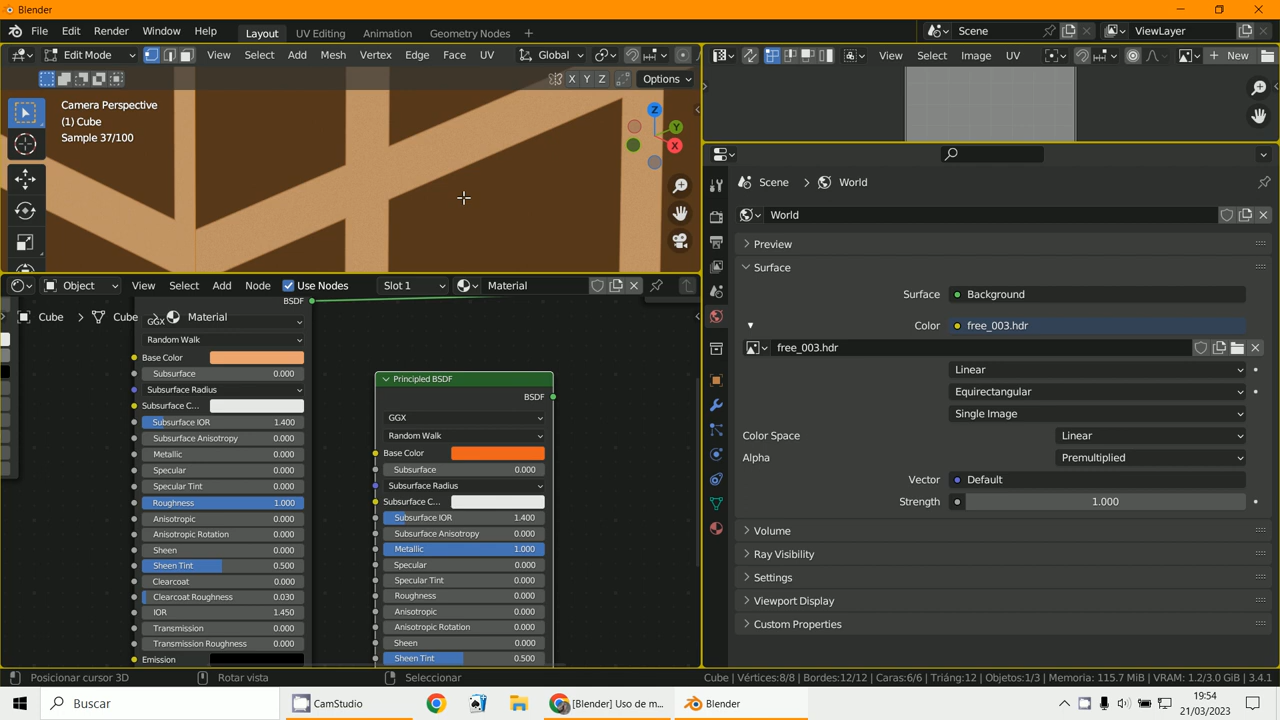 Blender
File Edit Render Window Help Layout UV Editing Animation Geometry Nodes + Scene ViewLayer
Edit Mode View Select Add Mesh Vertex Edge Face UV Global View Select Image UV New
X Y Z Options
Camera Perspective
(1) Cube
Sample 37/100
Z
Y
X
Scene > World
World
Preview
Surface
Surface Background
Color free_003.hdr
free_003.hdr
Linear
Equirectangular
Single Image
Color Space Linear
Alpha Premultiplied
Vector Default
Strength 1.000
Volume
Ray Visibility
Settings
Viewport Display
Custom Properties
Object View Select Add Node Use Nodes Slot 1 Material
Cube > Cube > Material
BSDF
GGX
Random Walk
Base Color
Subsurface 0.000
Subsurface Radius
Subsurface C...
Subsurface IOR 1.400
Subsurface Anisotropy 0.000
Metallic 0.000
Specular 0.000
Specular Tint 0.000
Roughness 1.000
Anisotropic 0.000
Anisotropic Rotation 0.000
Sheen 0.000
Sheen Tint 0.500
Clearcoat 0.000
Clearcoat Roughness 0.030
IOR 1.450
Transmission 0.000
Transmission Roughness 0.000
Emission
Principled BSDF
BSDF
GGX
Random Walk
Base Color
Subsurface 0.000
Subsurface Radius
Subsurface C...
Subsurface IOR 1.400
Subsurface Anisotropy 0.000
Metallic 1.000
Specular 0.000
Specular Tint 0.000
Roughness 0.000
Anisotropic 0.000
Anisotropic Rotation 0.000
Sheen 0.000
Sheen Tint 0.500
Posicionar cursor 3D Rotar vista Seleccionar Cube | Vértices:8/8 | Bordes:12/12 | Caras:6/6 | Triáng:12 | Objetos:1/3 | Memoria: 115.7 MiB | VRAM: 1.2/3.0 GiB | 3.4.1
Buscar CamStudio [Blender] Uso de m... Blender 19:54
21/03/2023